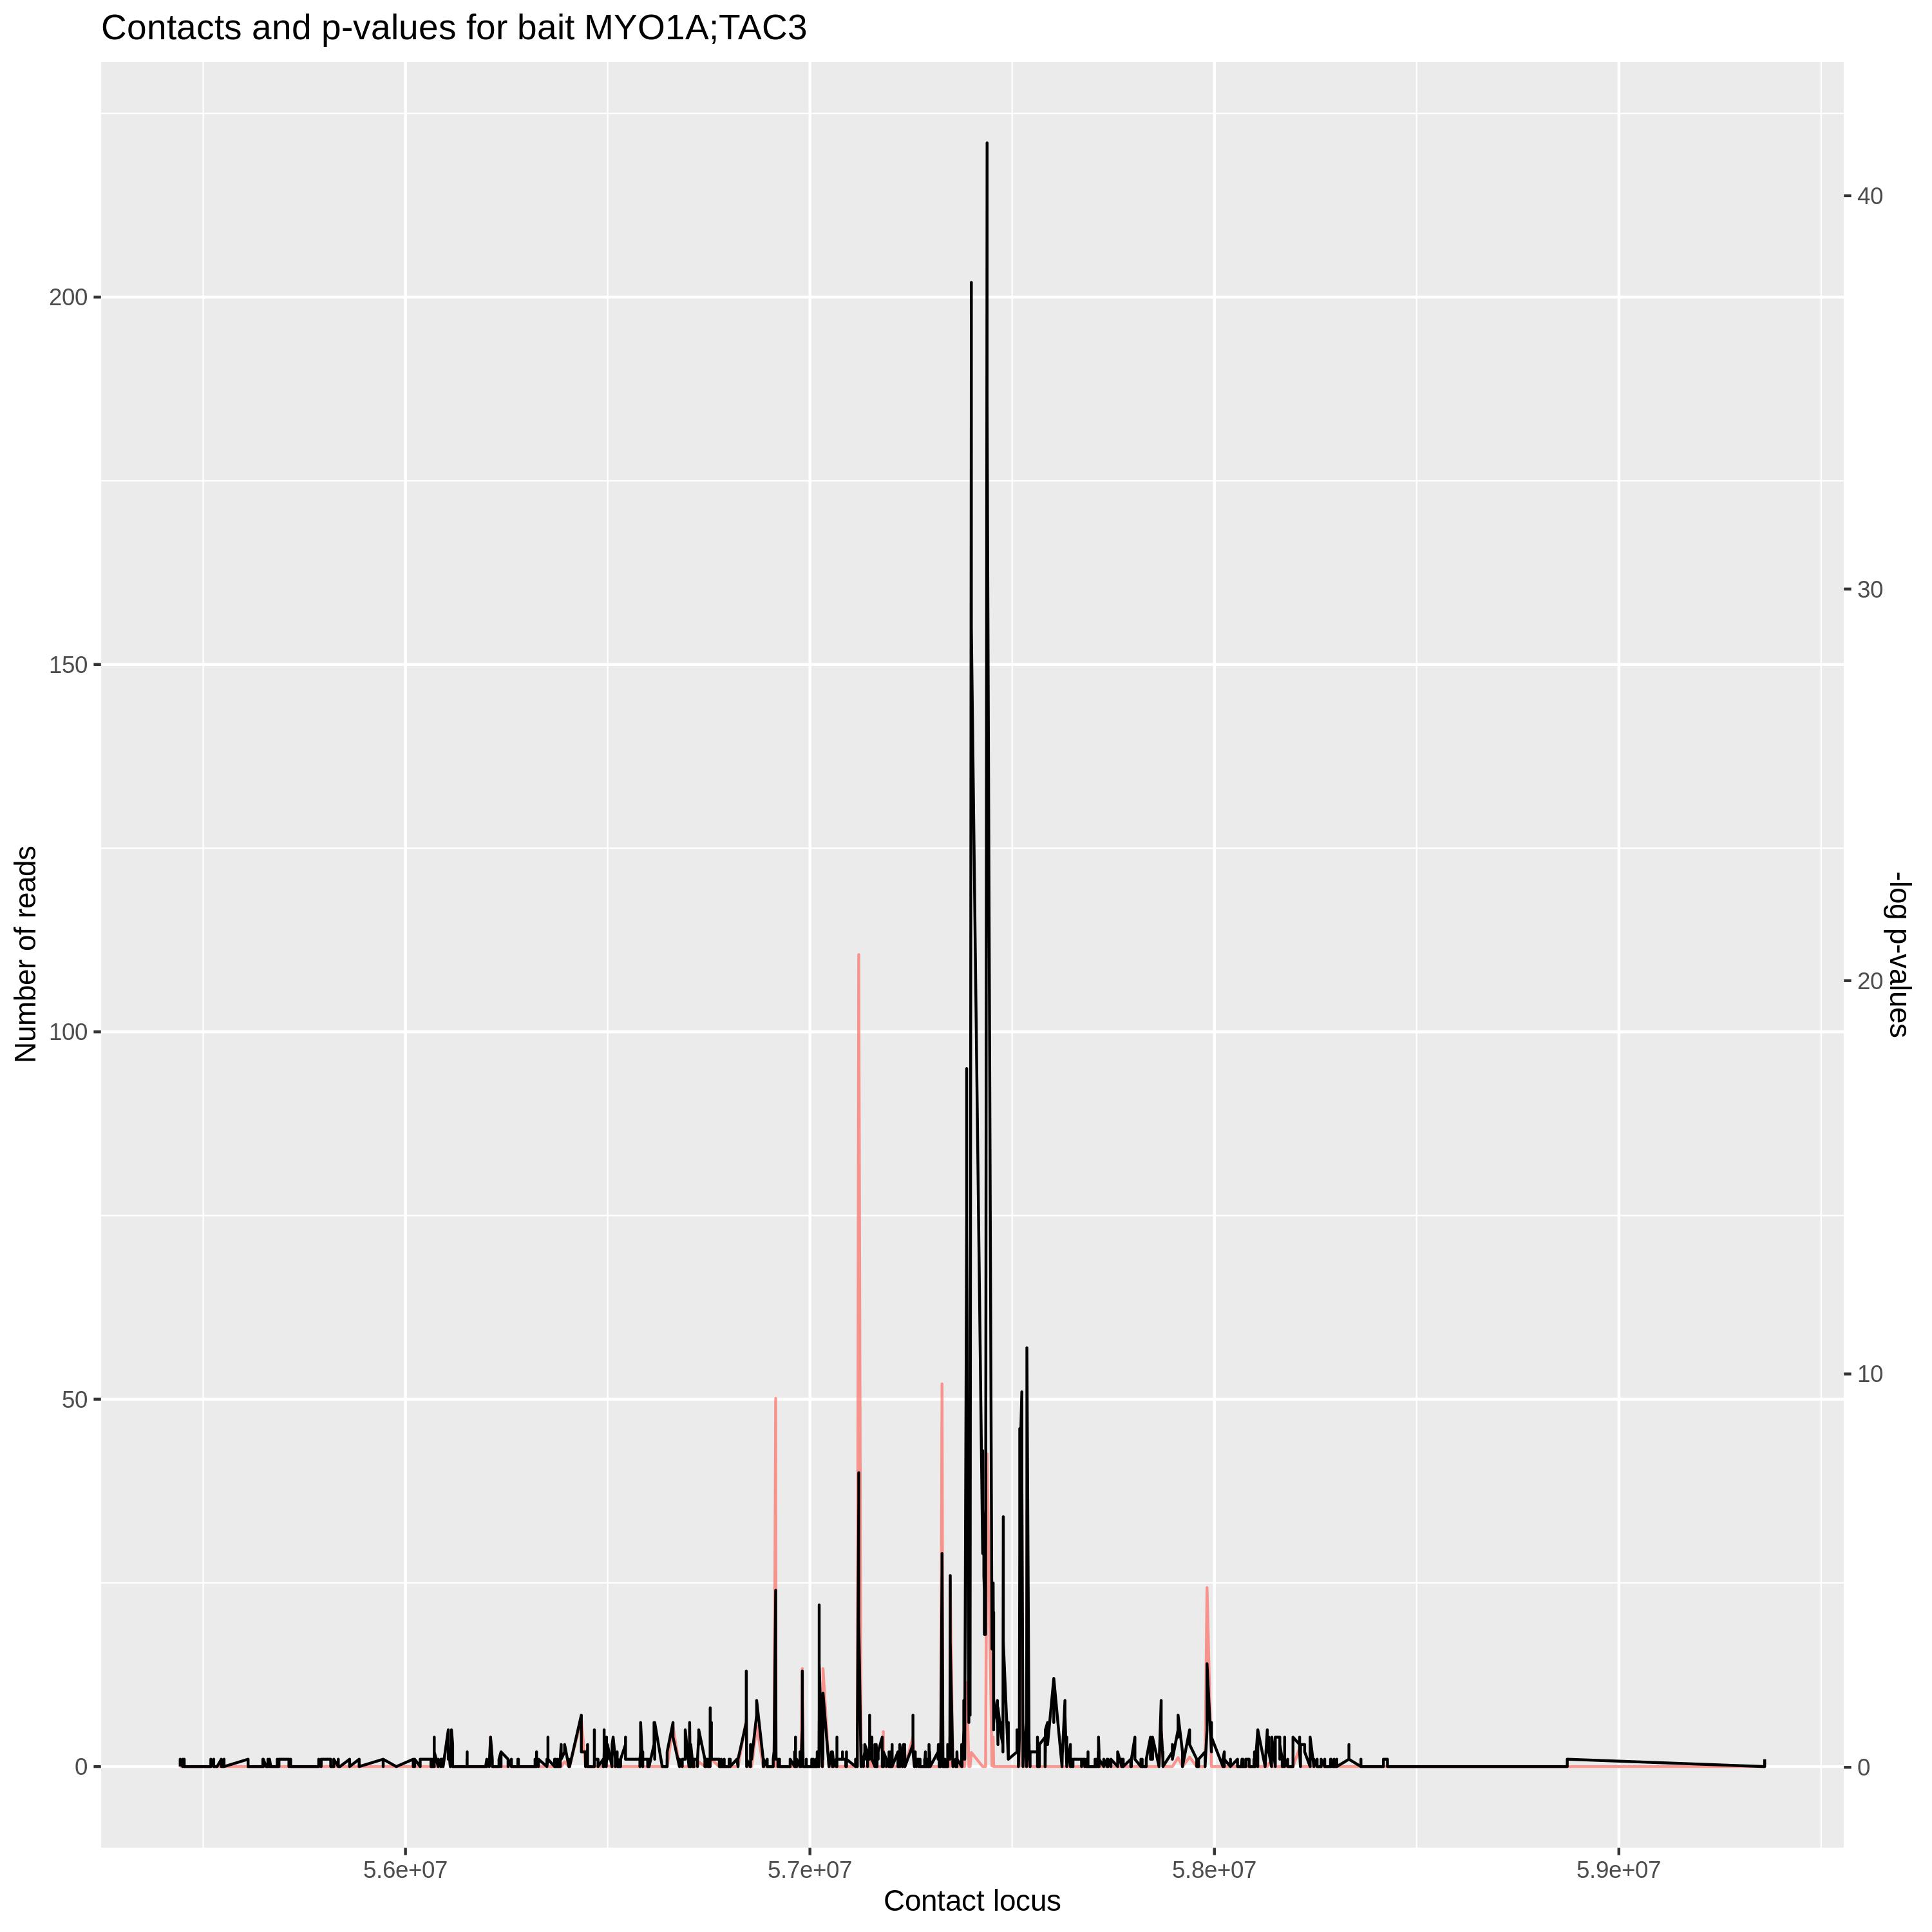 Contacts and p-values for bait MYO1A;TAC3
200
150
100
50
0
Number of reads
40
30
20
10
0
-log p-values
5.6e+07
5.7e+07
5.8e+07
5.9e+07
Contact locus